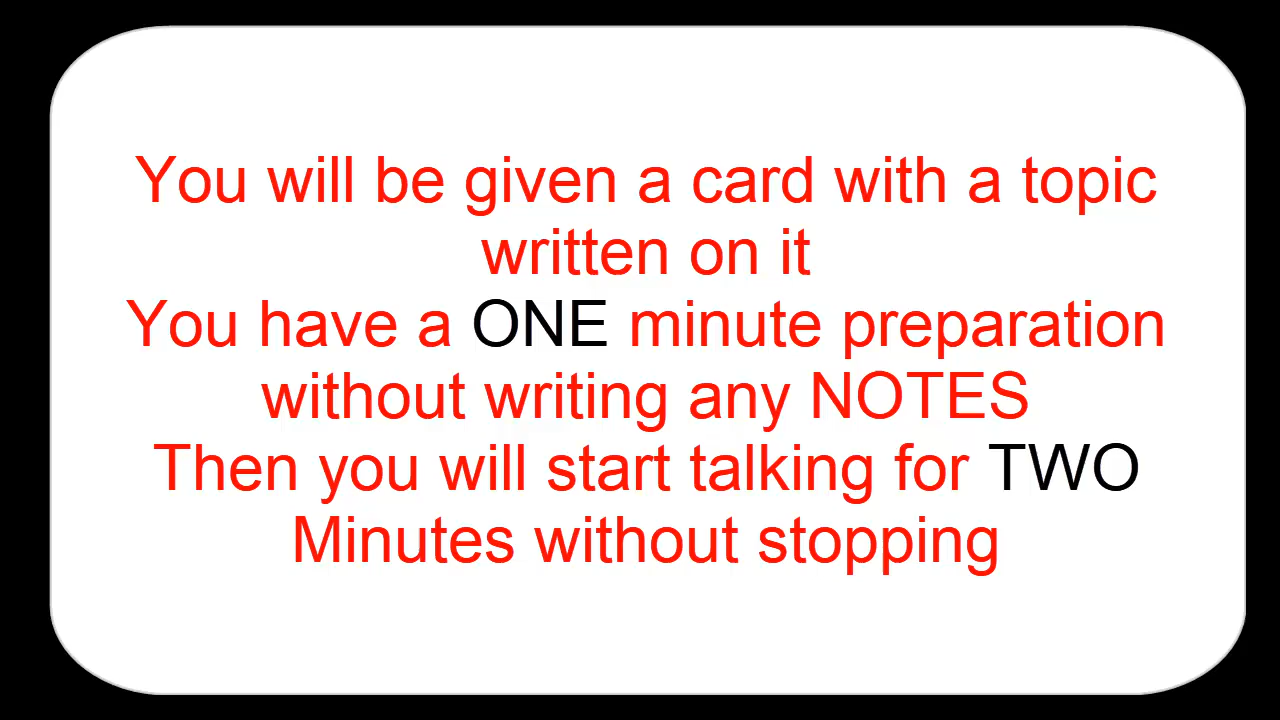 You will be given a card with a topic
written on it
You have a ONE minute preparation
without writing any NOTES
Then you will start talking for TWO
Minutes without stopping